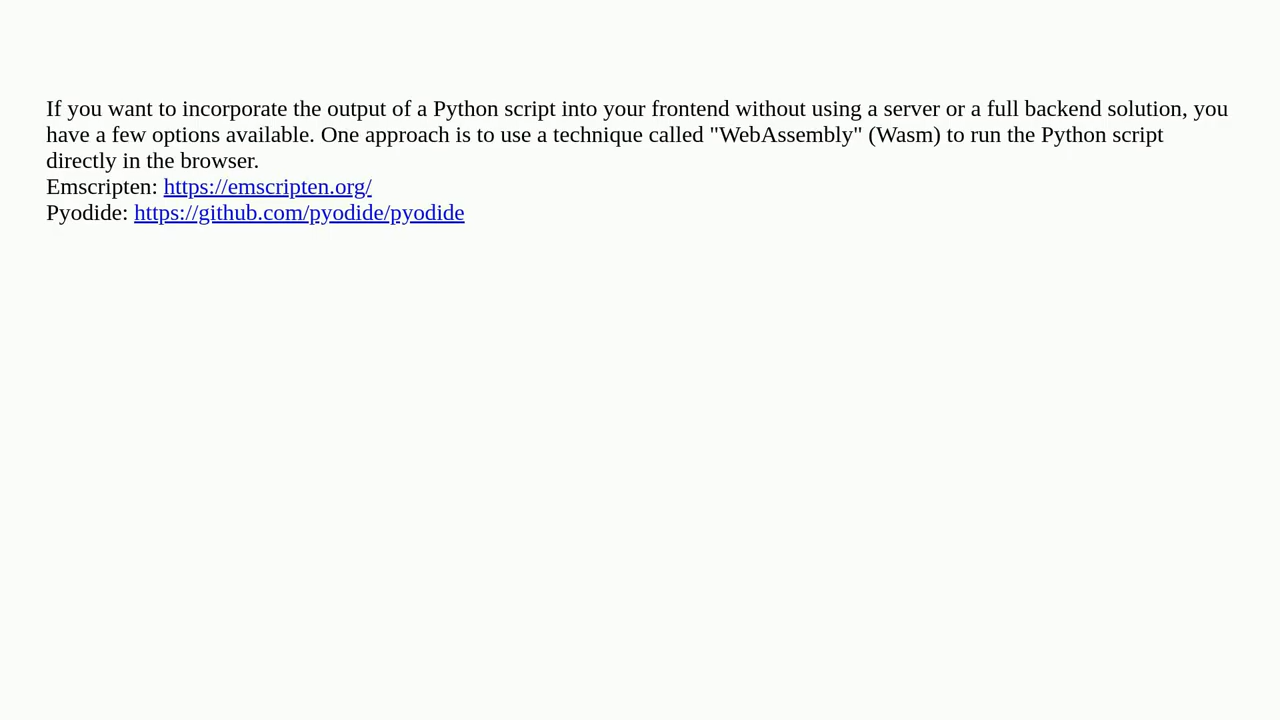 If you want to incorporate the output of a Python script into your frontend without using a server or a full backend solution, you
have a few options available. One approach is to use a technique called "WebAssembly" (Wasm) to run the Python script
directly in the browser.
Emscripten: https://emscripten.org/
Pyodide: https://github.com/pyodide/pyodide